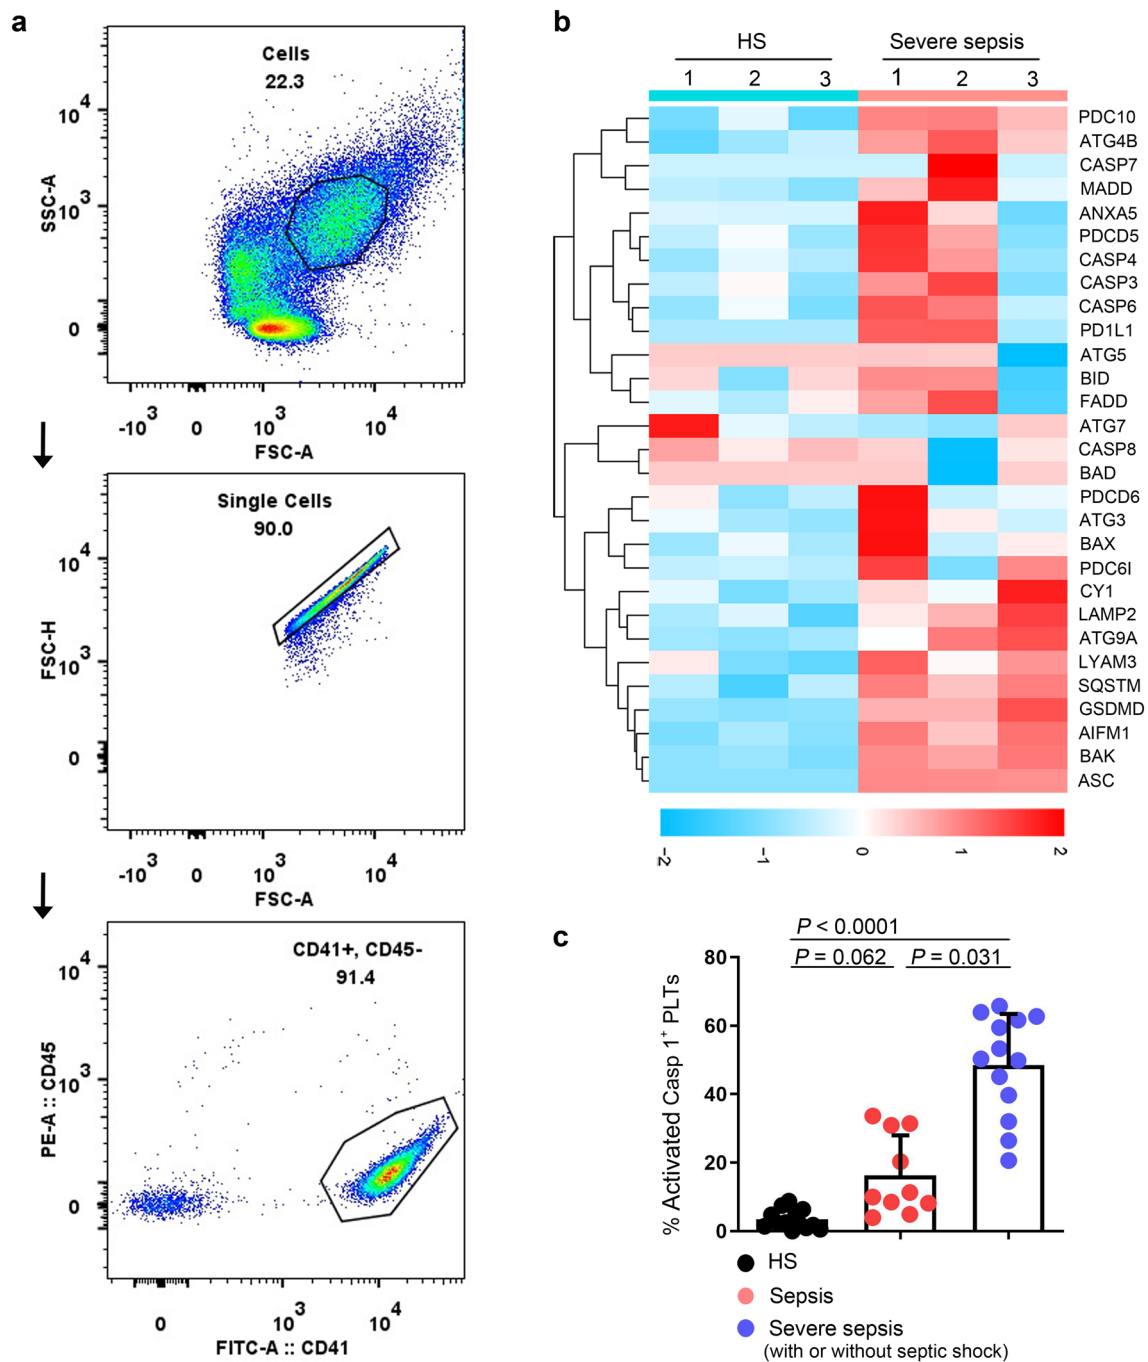 a
Cells
22.3
SSC-A
10^4
10^3
0
-10^3 0 10^3 10^4
FSC-A
Single Cells
90.0
FSC-H
10^4
10^3
0
-10^3 0 10^3 10^4
FSC-A
CD41+, CD45-
91.4
PE-A :: CD45
10^4
10^3
0
0 10^3 10^4
FITC-A :: CD41
b
HS Severe sepsis
1 2 3 1 2 3
PDC10
ATG4B
CASP7
MADD
ANXA5
PDCD5
CASP4
CASP3
CASP6
PD1L1
ATG5
BID
FADD
ATG7
CASP8
BAD
PDCD6
ATG3
BAX
PDC6I
CY1
LAMP2
ATG9A
LYAM3
SQSTM
GSDMD
AIFM1
BAK
ASC
-2 -1 0 1 2
c
P < 0.0001
P = 0.062 P = 0.031
% Activated Casp 1+ PLTs
80
60
40
20
0
HS
Sepsis
Severe sepsis
(with or without septic shock)